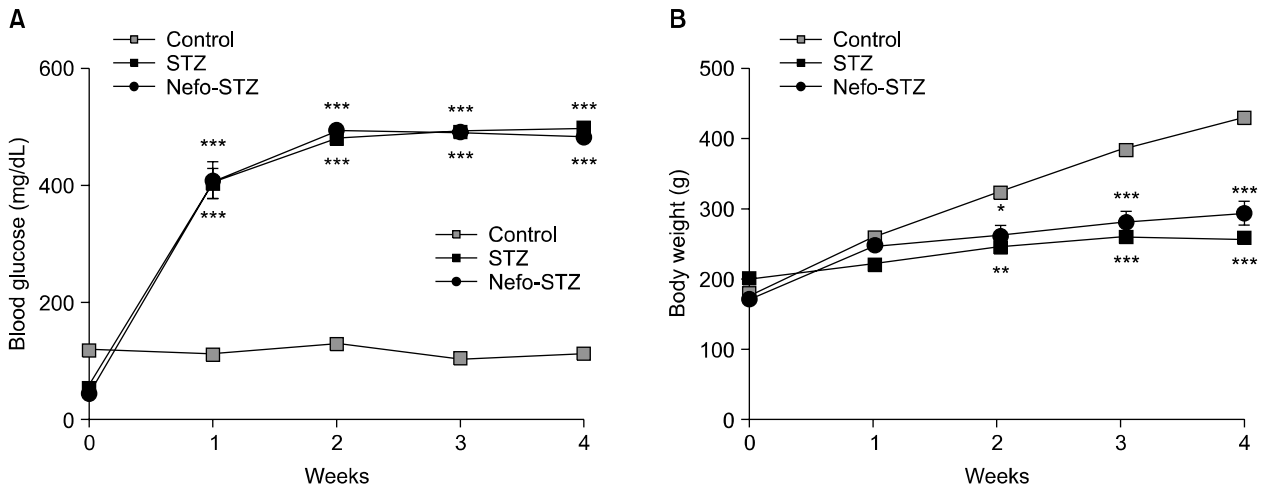 A
Control
STZ
Nefo-STZ
600
400
200
0
Blood glucose (mg/dL)
***
***
***
***
***
***
***
***
Control
STZ
Nefo-STZ
0
1
2
3
4
Weeks
B
Control
STZ
Nefo-STZ
500
400
300
200
100
0
Body weight (g)
*
***
***
**
***
***
0
1
2
3
4
Weeks